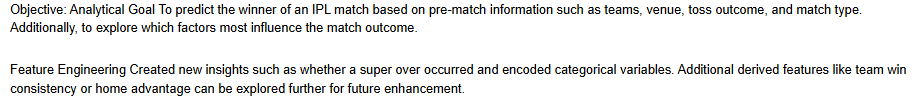 Objective: Analytical Goal To predict the winner of an IPL match based on pre-match information such as teams, venue, toss outcome, and match type.
Additionally, to explore which factors most influence the match outcome.
Feature Engineering Created new insights such as whether a super over occurred and encoded categorical variables. Additional derived features like team win
consistency or home advantage can be explored further for future enhancement.